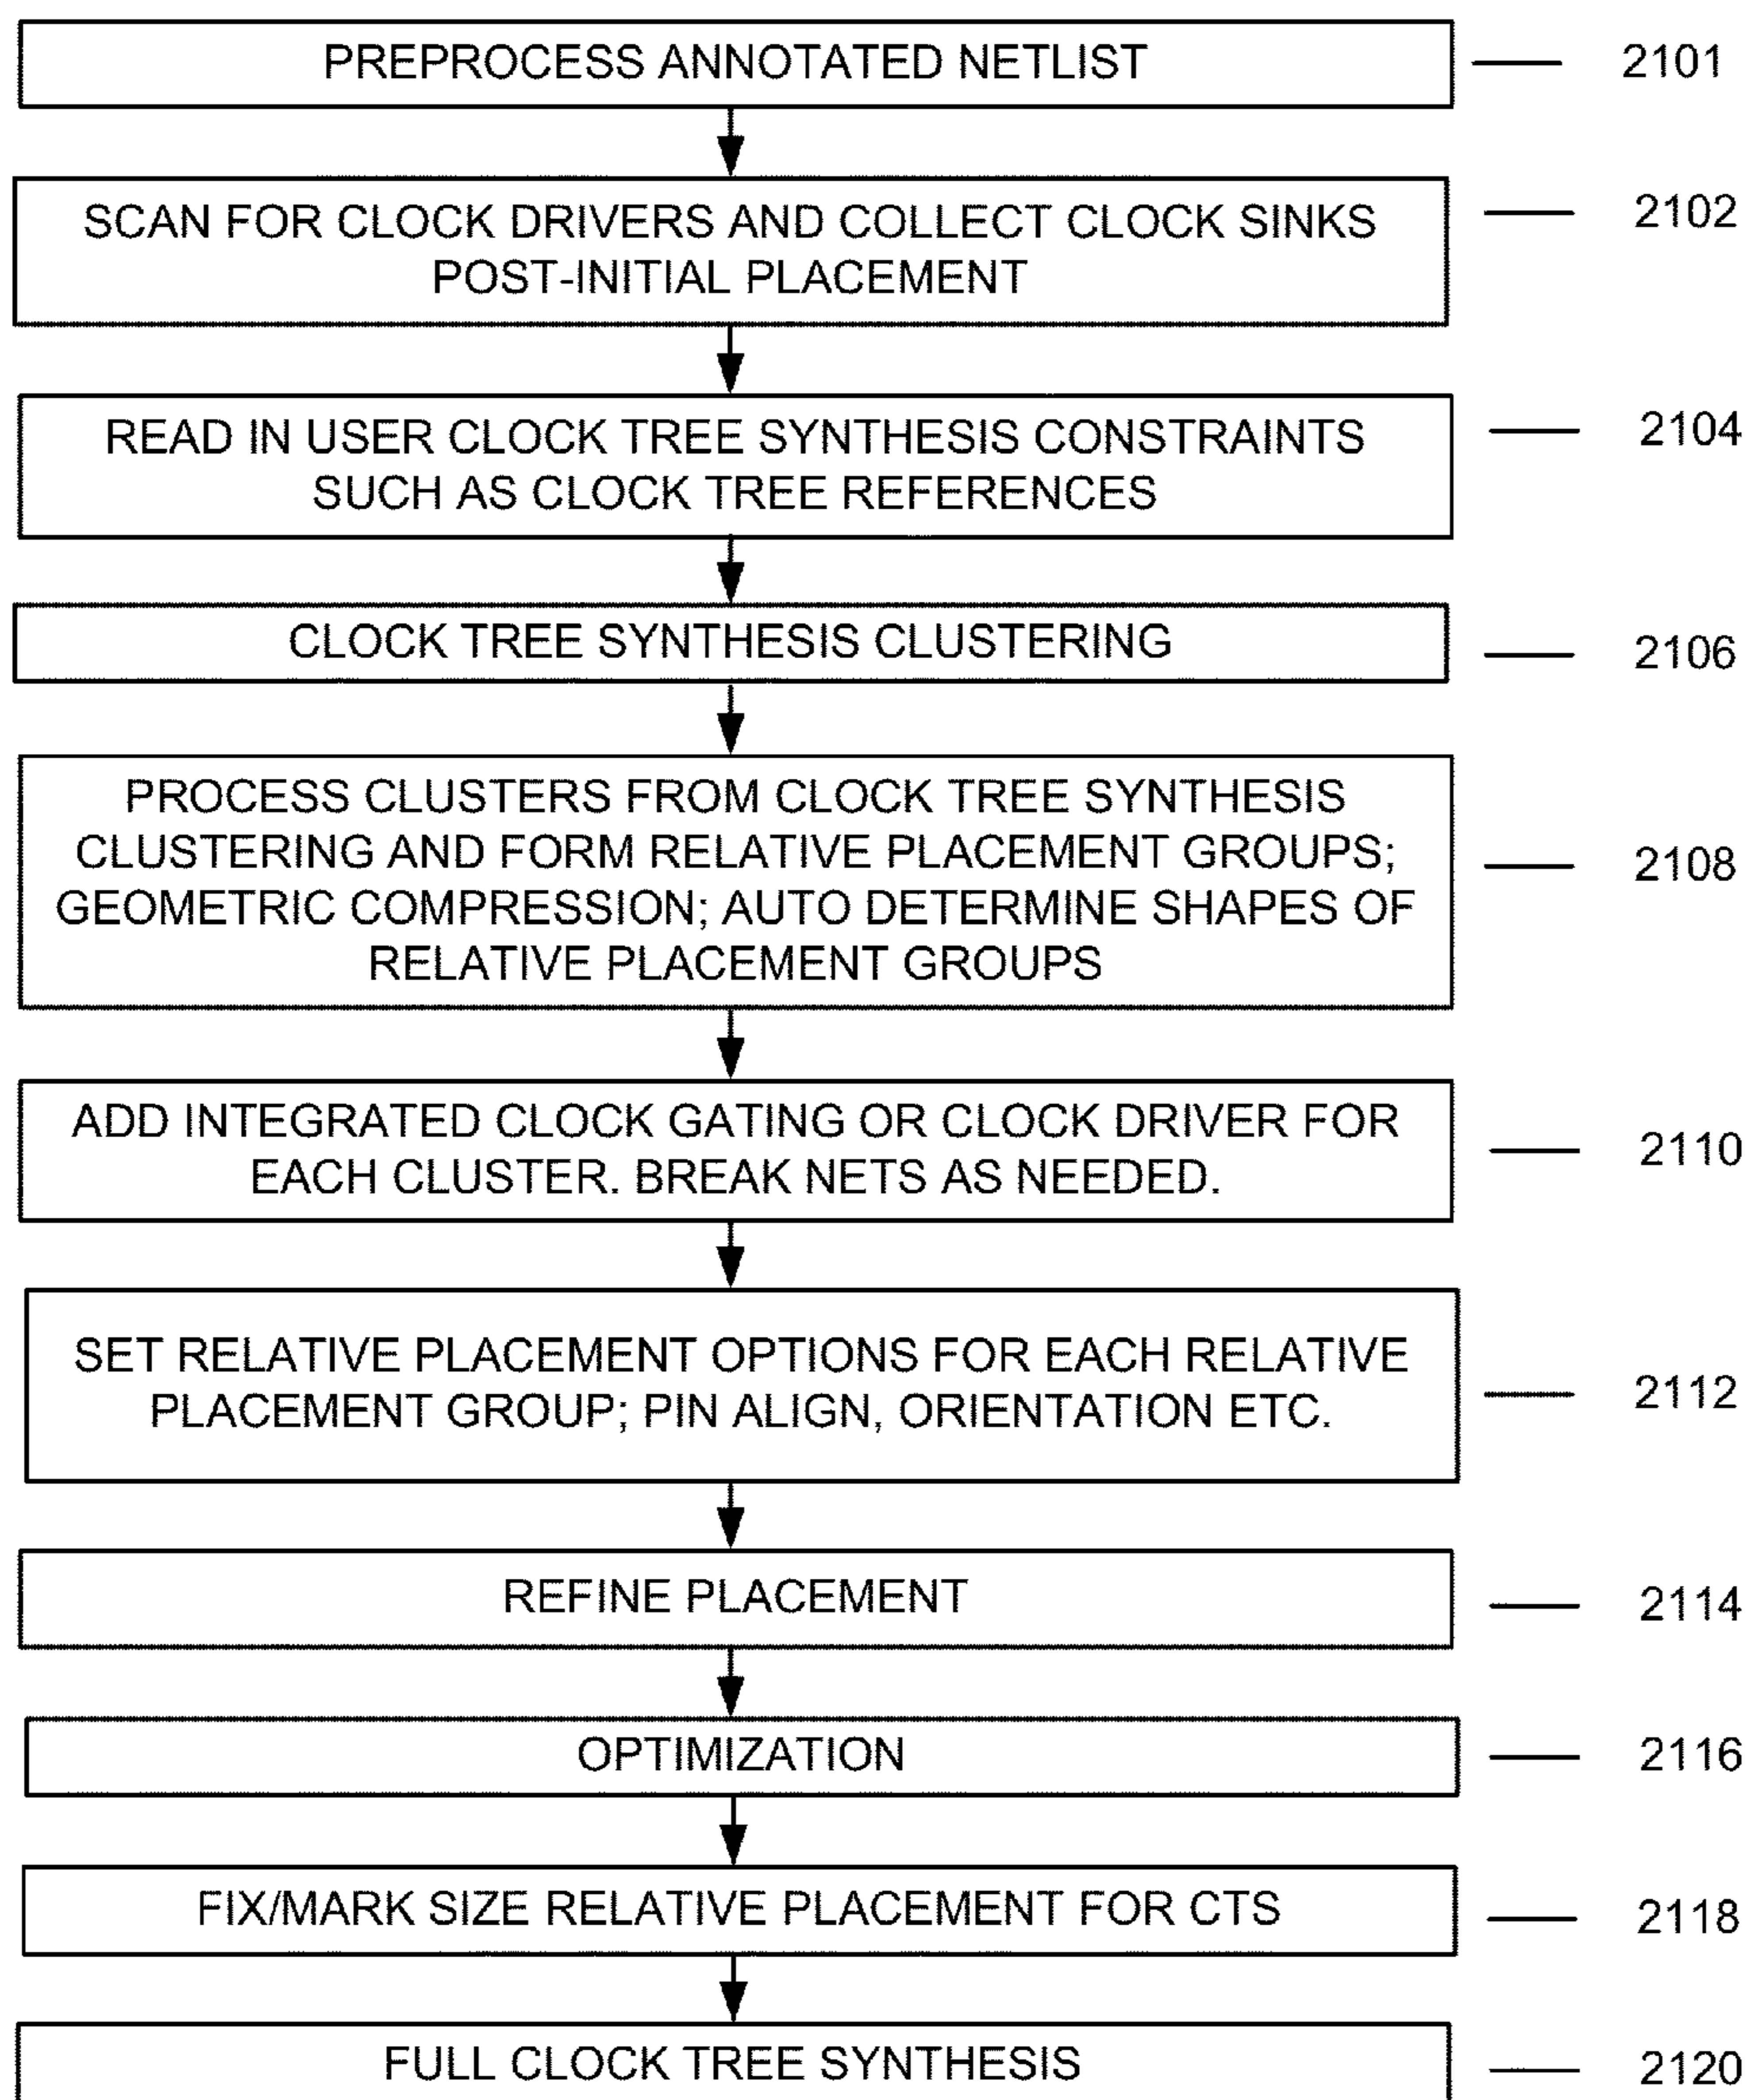 PREPROCESS ANNOTATED NETLIST
2101
SCAN FOR CLOCK DRIVERS AND COLLECT CLOCK SINKS
POST-INITIAL PLACEMENT
2102
READ IN USER CLOCK TREE SYNTHESIS CONSTRAINTS
SUCH AS CLOCK TREE REFERENCES
2104
CLOCK TREE SYNTHESIS CLUSTERING
2106
PROCESS CLUSTERS FROM CLOCK TREE SYNTHESIS
CLUSTERING AND FORM RELATIVE PLACEMENT GROUPS;
GEOMETRIC COMPRESSION; AUTO DETERMINE SHAPES OF
RELATIVE PLACEMENT GROUPS
2108
ADD INTEGRATED CLOCK GATING OR CLOCK DRIVER FOR
EACH CLUSTER. BREAK NETS AS NEEDED.
2110
SET RELATIVE PLACEMENT OPTIONS FOR EACH RELATIVE
PLACEMENT GROUP; PIN ALIGN, ORIENTATION ETC.
2112
REFINE PLACEMENT
2114
OPTIMIZATION
2116
FIX/MARK SIZE RELATIVE PLACEMENT FOR CTS
2118
FULL CLOCK TREE SYNTHESIS
2120